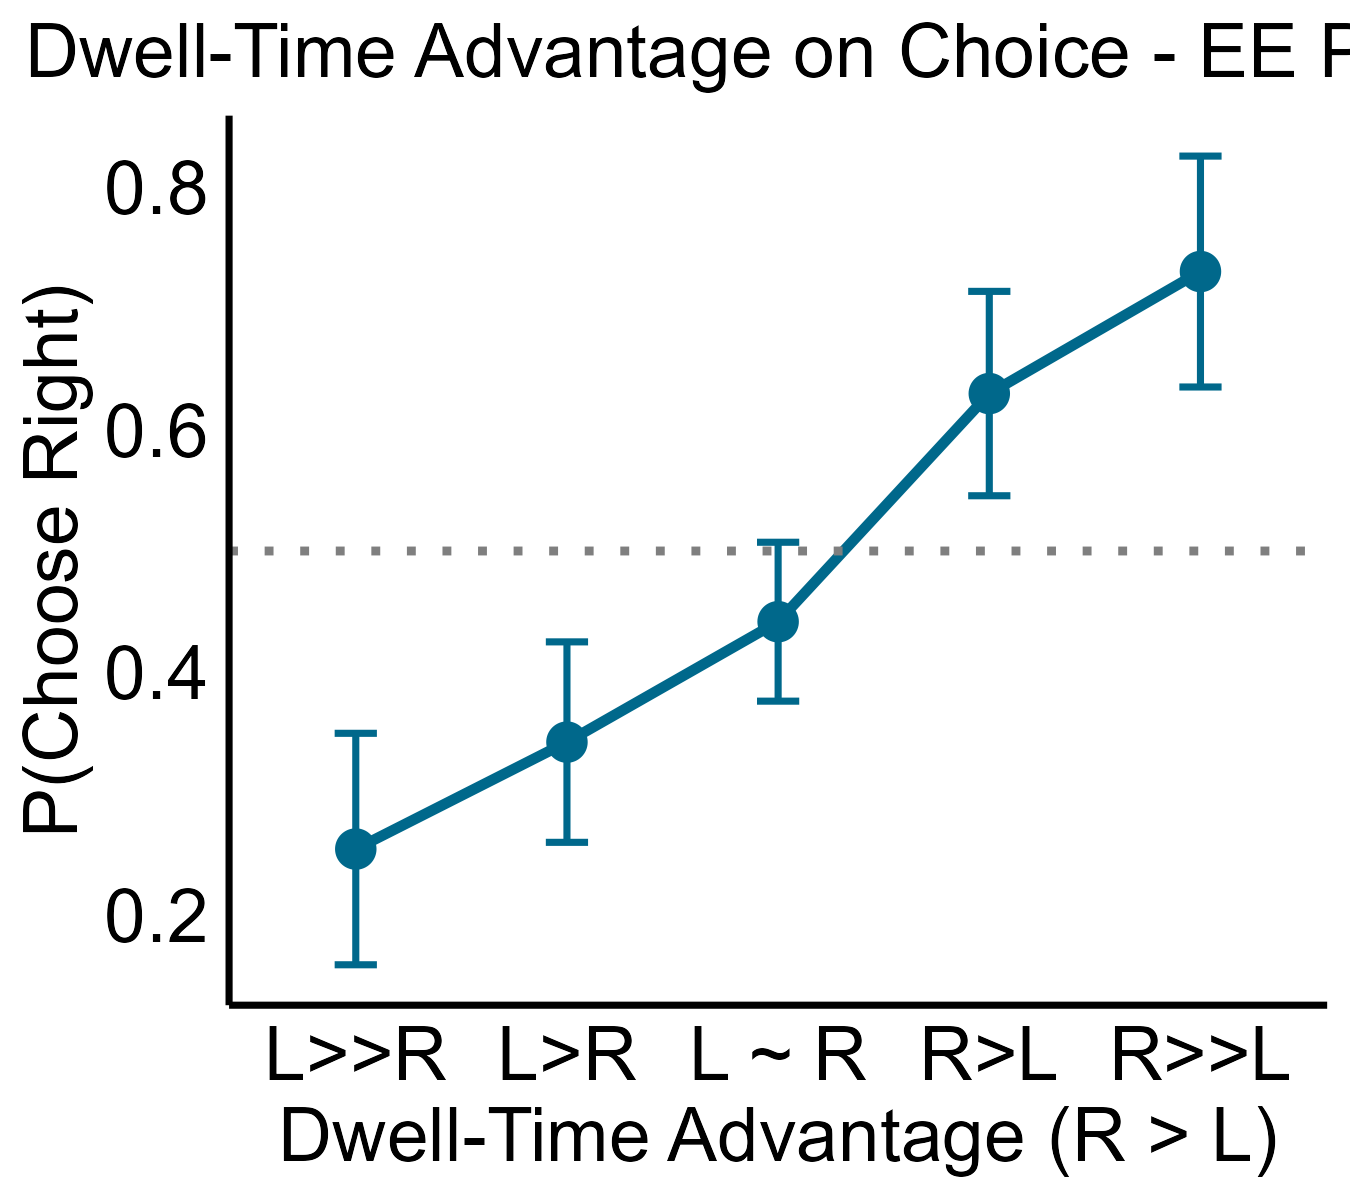 Dwell-Time Advantage on Choice - EE
0.8
0.6
0.4
0.2
P(Choose Right)
L>>R
L>R
L ~ R
R>L
R>>L
Dwell-Time Advantage (R > L)